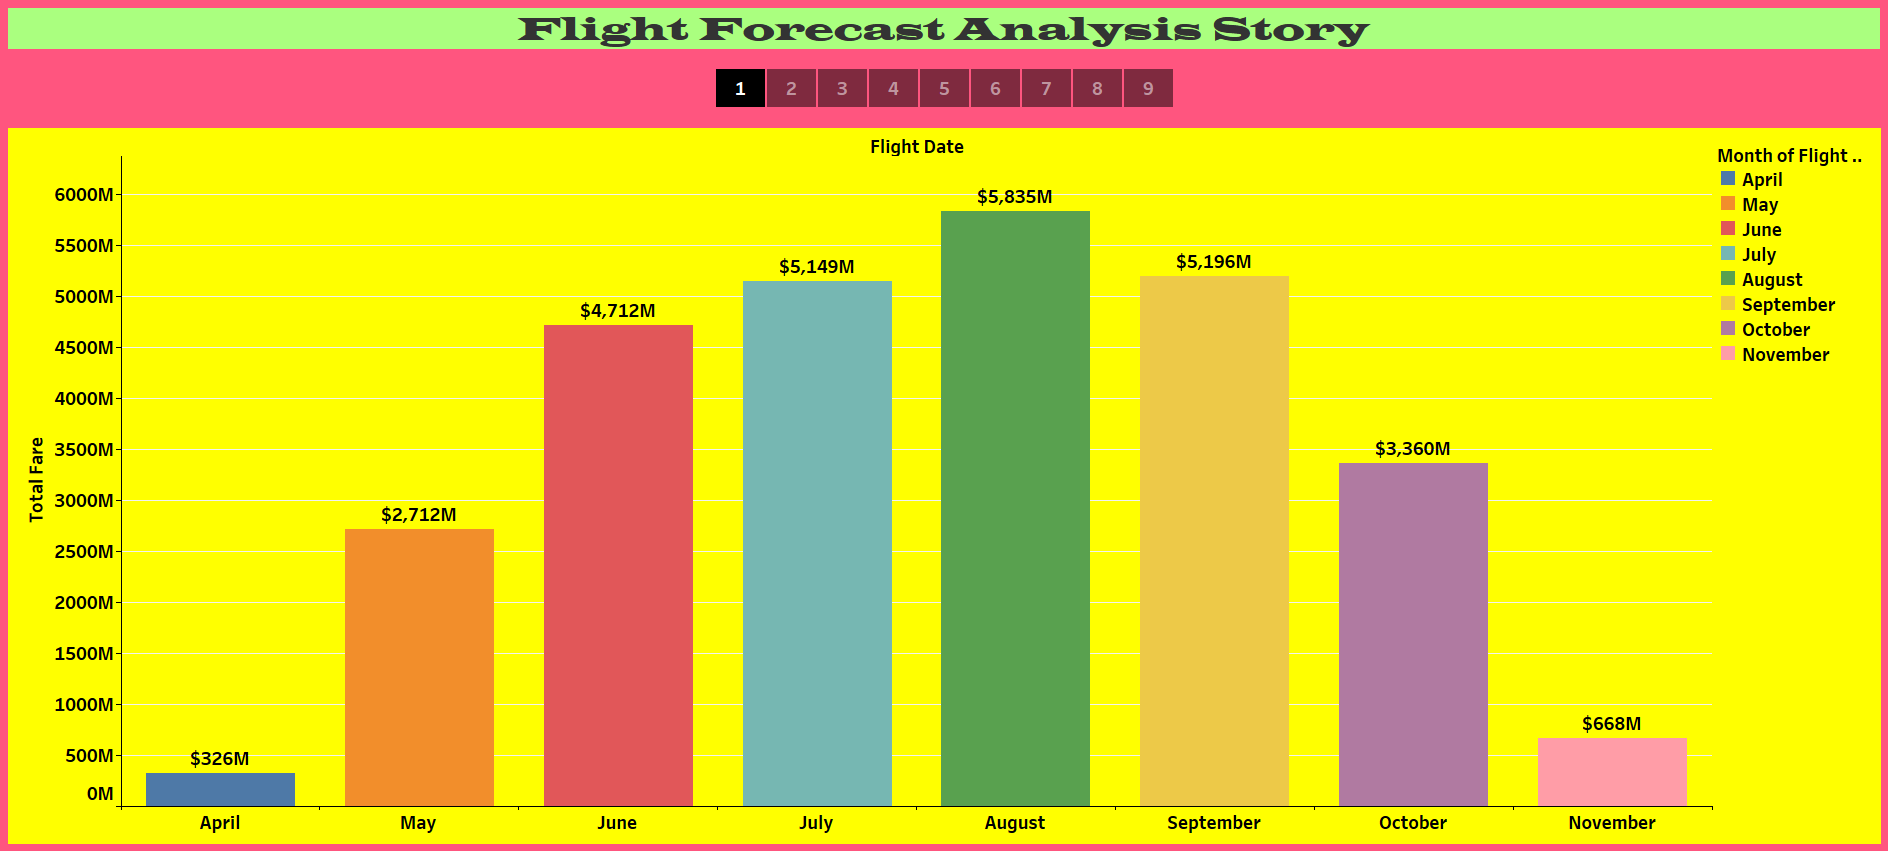 Flight Forecast Analysis Story
1 2 3 4 5 6 7 8 9
Flight Date
Month of Flight ..
April
May
June
July
August
September
October
November
Total Fare
6000M
5500M
5000M
4500M
4000M
3500M
3000M
2500M
2000M
1500M
1000M
500M
0M
$326M
$2,712M
$4,712M
$5,149M
$5,835M
$5,196M
$3,360M
$668M
April May June July August September October November